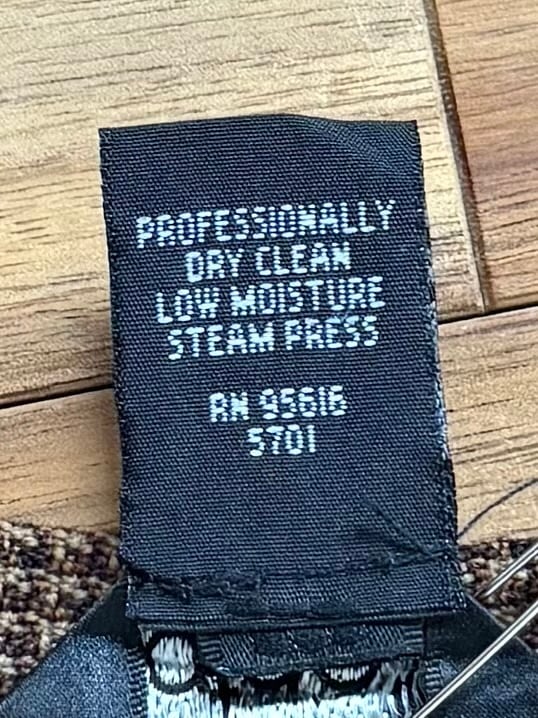 PROFESSIONALLY
DRY CLEAN
LOW MOISTURE
STEAM PRESS
RN 95616
5701